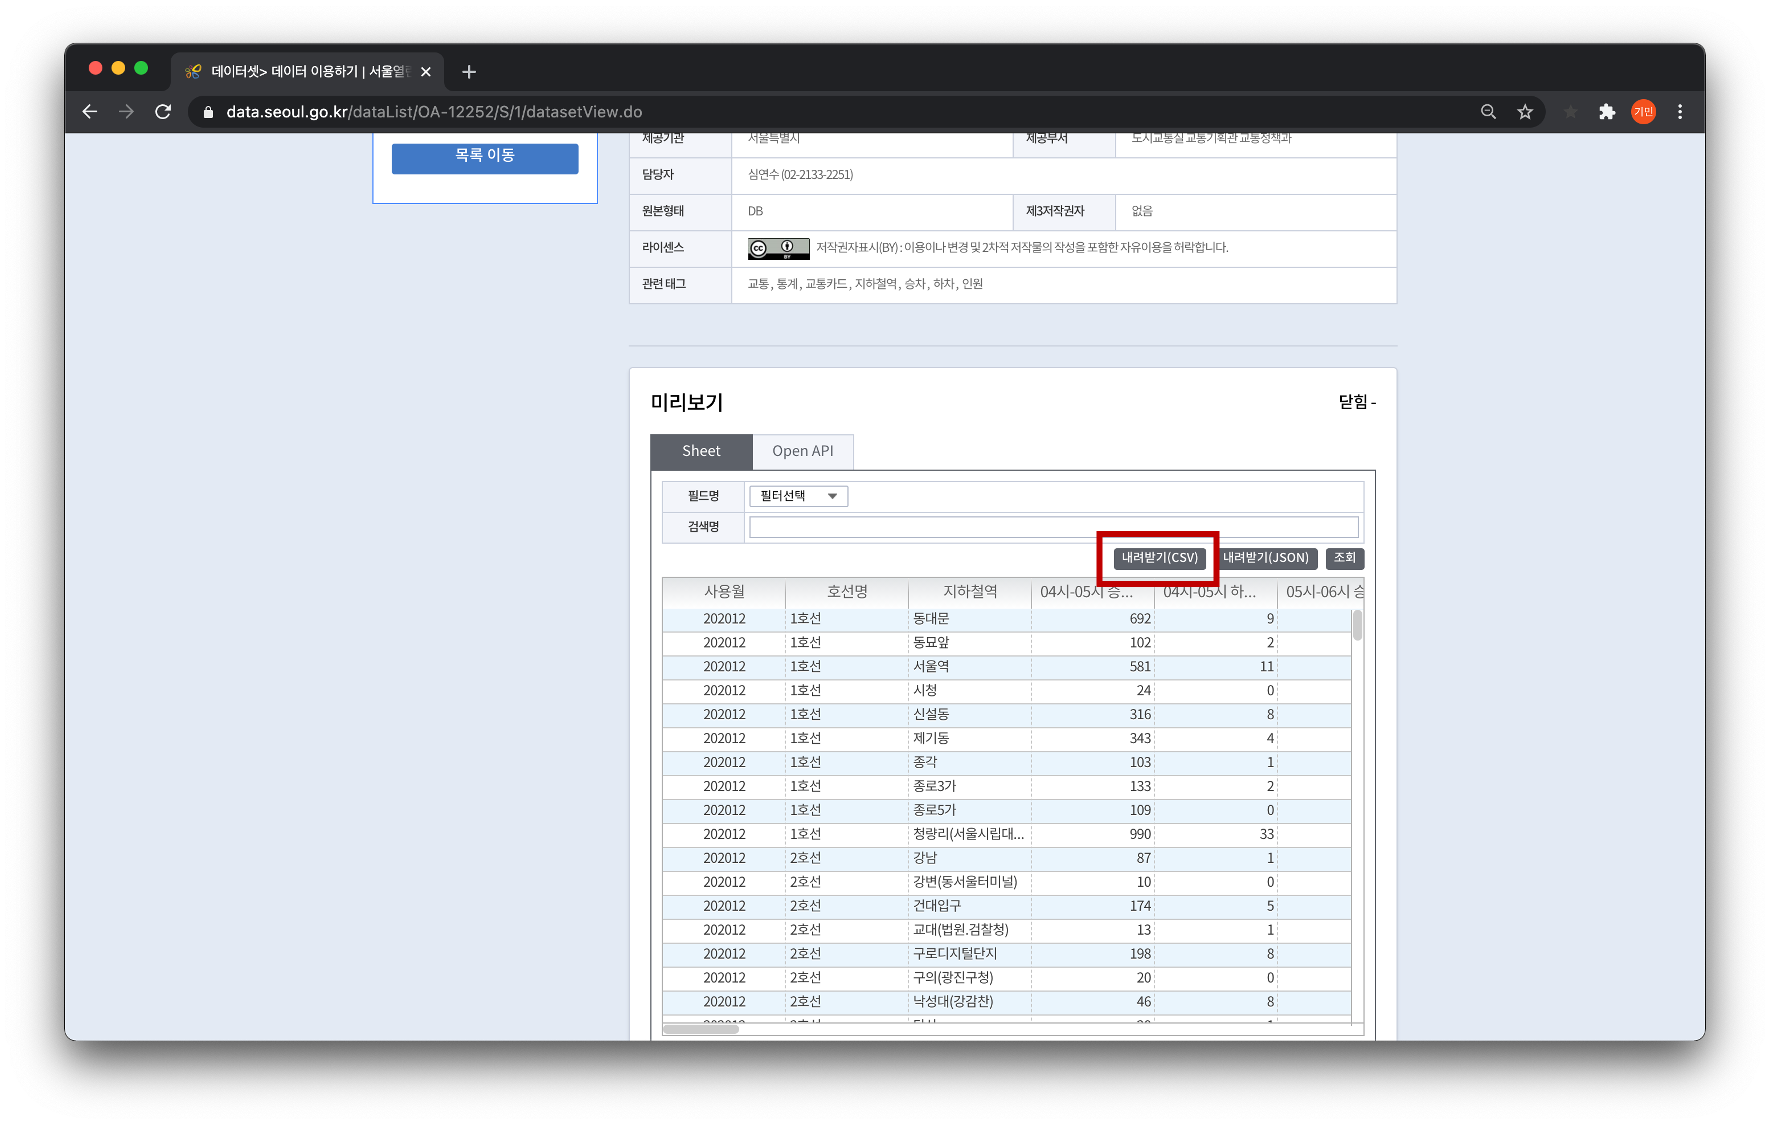 데이터셋> 데이터 이용하기 | 서울열린
data.seoul.go.kr/dataList/OA-12252/S/1/datasetView.do
기민
목록 이동
제공기관 서울특별시 제공부서 도시교통실 교통기획관 교통정책과
담당자 심연수 (02-2133-2251)
원본형태 DB 제3저작권자 없음
라이센스 cc BY 저작권자표시(BY) : 이용이나 변경 및 2차적 저작물의 작성을 포함한 자유이용을 허락합니다.
관련 태그 교통, 통계, 교통카드, 지하철역, 승차, 하차, 인원
미리보기 닫힘 -
Sheet Open API
필드명 필터선택
검색명
내려받기(CSV) 내려받기(JSON) 조회
사용월 호선명 지하철역 04시-05시 승... 04시-05시 하... 05시-06시 승
202012 1호선 동대문 692 9
202012 1호선 동묘앞 102 2
202012 1호선 서울역 581 11
202012 1호선 시청 24 0
202012 1호선 신설동 316 8
202012 1호선 제기동 343 4
202012 1호선 종각 103 1
202012 1호선 종로3가 133 2
202012 1호선 종로5가 109 0
202012 1호선 청량리(서울시립대... 990 33
202012 2호선 강남 87 1
202012 2호선 강변(동서울터미널) 10 0
202012 2호선 건대입구 174 5
202012 2호선 교대(법원.검찰청) 13 1
202012 2호선 구로디지털단지 198 8
202012 2호선 구의(광진구청) 20 0
202012 2호선 낙성대(강감찬) 46 8